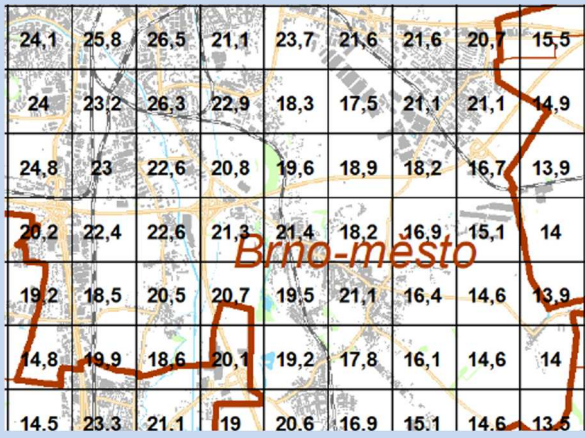 24,1 25,8 26,5 21,1 23,7 21,6 21,6 20,7 15,5
24 23,2 26,3 22,9 18,3 17,5 21,1 21,1 14,9
24,8 23 22,6 20,8 19,6 18,9 18,2 16,7 13,9
20,2 22,4 22,6 21,3 21,4 18,2 16,9 15,1 14
Brno-město
19,2 18,5 20,5 20,7 19,5 21,1 16,4 14,6 13,9
14,8 19,9 18,6 20,1 19,2 17,8 16,1 14,6 14
14,5 23,3 21,1 19 20,6 16,9 15,1 14,6 13,5